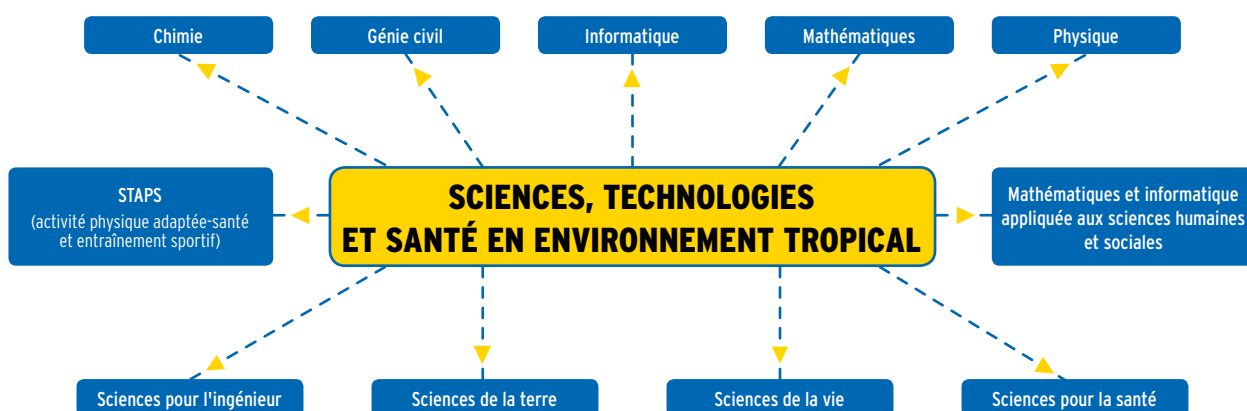 Chimie
Génie civil
Informatique
Mathématiques
Physique
STAPS
(activité physique adaptée-santé
et entraînement sportif)
SCIENCES, TECHNOLOGIES
ET SANTÉ EN ENVIRONNEMENT TROPICAL
Mathématiques et informatique
appliquée aux sciences humaines
et sociales
Sciences pour l'ingénieur
Sciences de la terre
Sciences de la vie
Sciences pour la santé